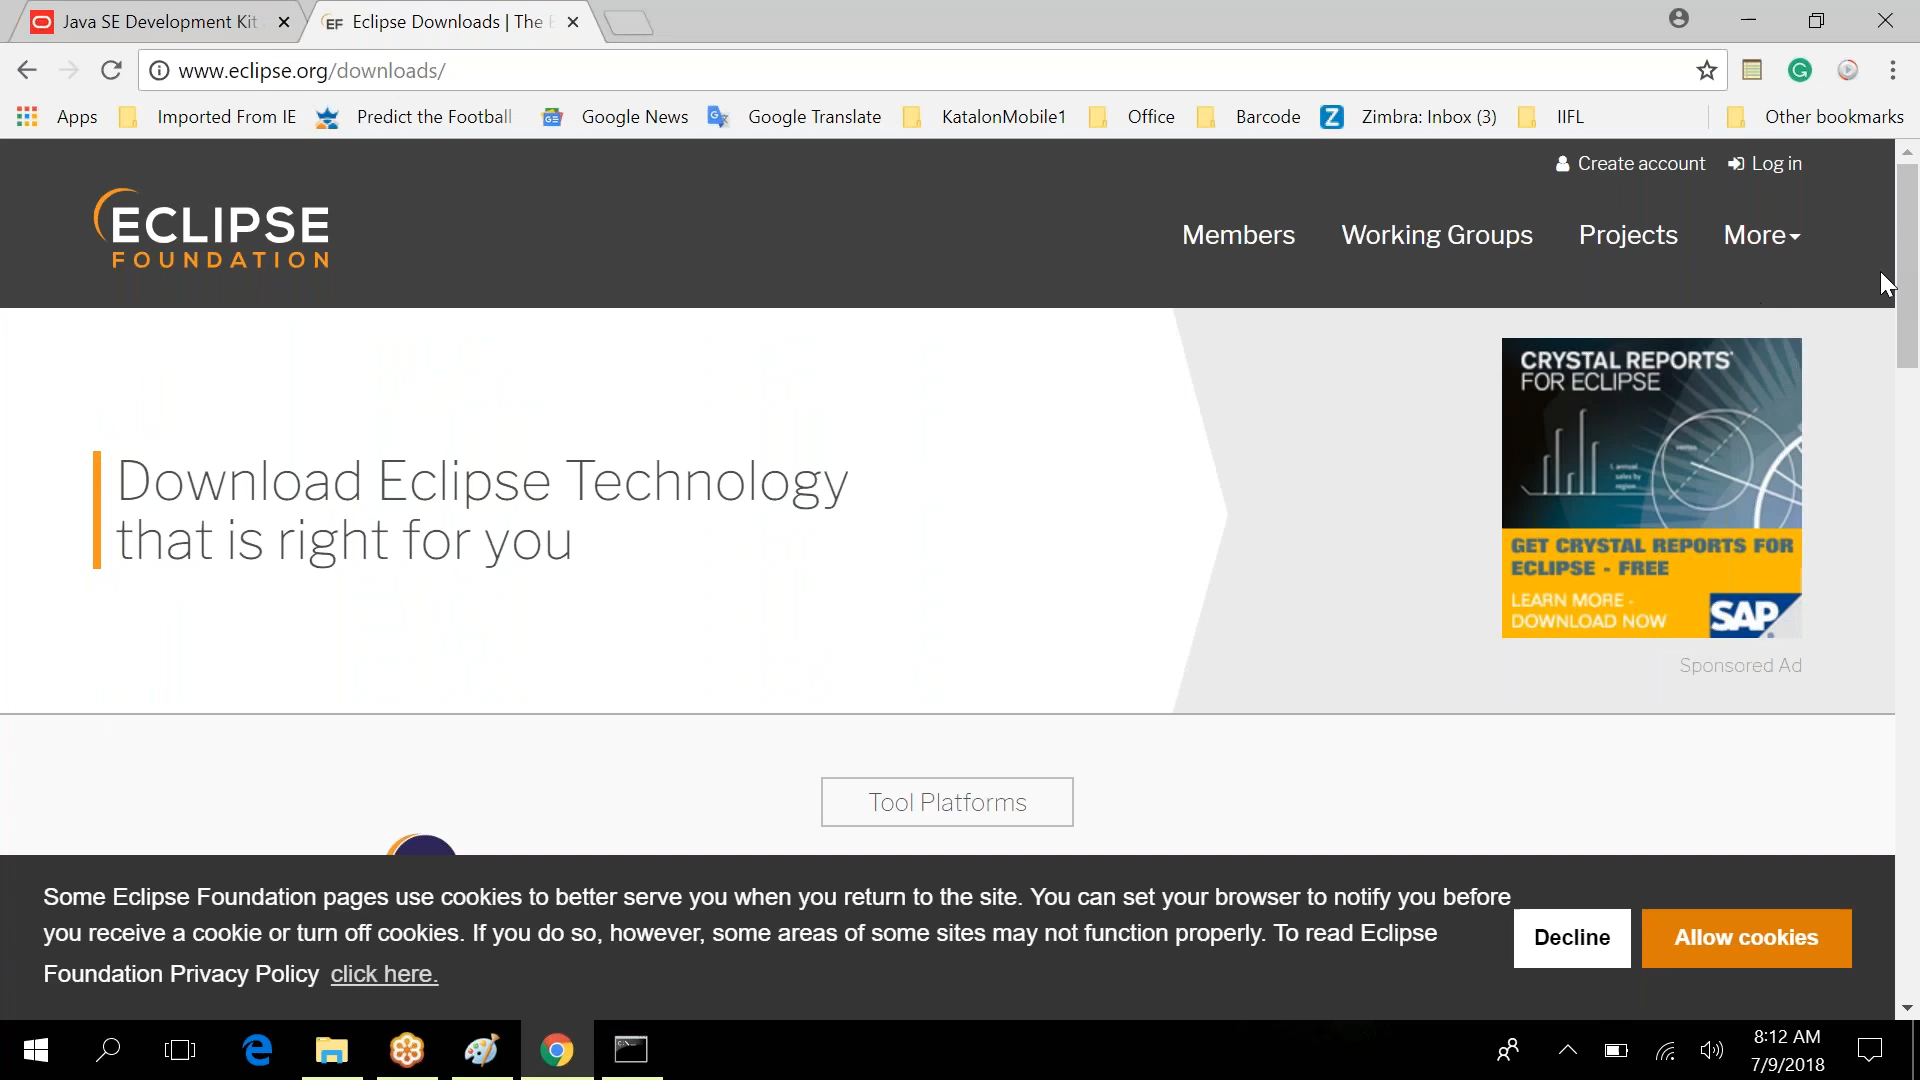 Java SE Development Kit
Eclipse Downloads | The
www.eclipse.org/downloads/
Apps
Imported From IE
Predict the Football
Google News
Google Translate
KatalonMobile1
Office
Barcode
Zimbra: Inbox (3)
IIFL
Other bookmarks
Create account
Log in
ECLIPSE
FOUNDATION
Members
Working Groups
Projects
More
CRYSTAL REPORTS
FOR ECLIPSE
Download Eclipse Technology
that is right for you
GET CRYSTAL REPORTS FOR
ECLIPSE - FREE
LEARN MORE -
DOWNLOAD NOW
SAP
Sponsored Ad
Tool Platforms
Some Eclipse Foundation pages use cookies to better serve you when you return to the site. You can set your browser to notify you before
you receive a cookie or turn off cookies. If you do so, however, some areas of some sites may not function properly. To read Eclipse
Foundation Privacy Policy click here.
Decline
Allow cookies
8:12 AM
7/9/2018